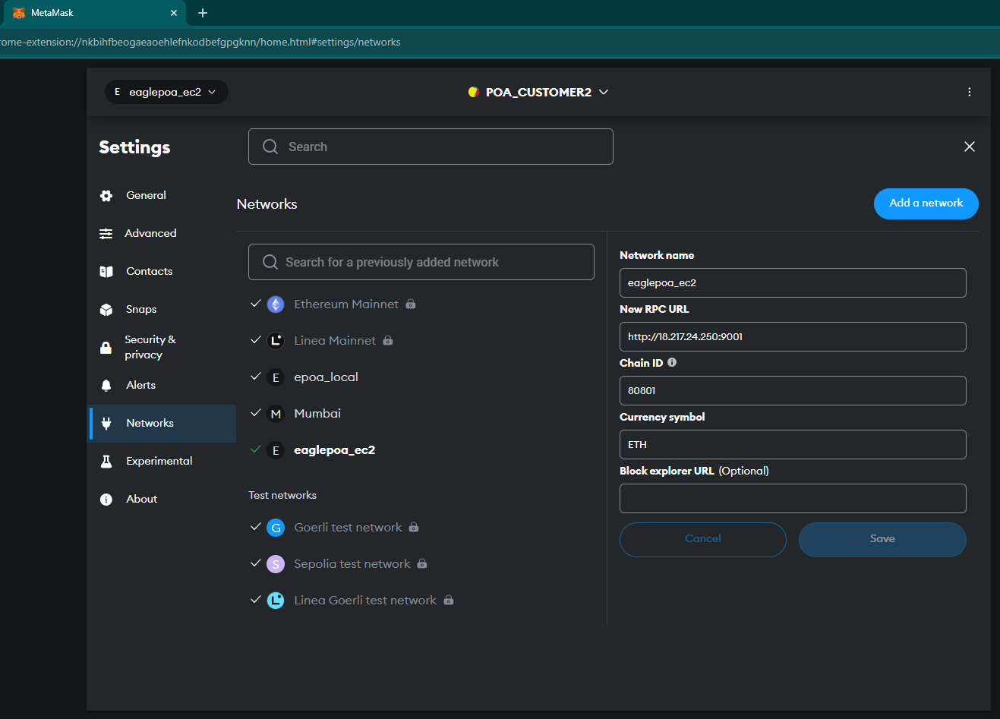 MetaMask
rome-extension://nkbihfbeogaeaoehlefnkodbefgpgknn/home.html#settings/networks
E eaglepoa_ec2
POA_CUSTOMER2
Settings
Search
General
Advanced
Contacts
Snaps
Security &
privacy
Alerts
Networks
Experimental
About
Networks
Add a network
Search for a previously added network
Ethereum Mainnet
L Linea Mainnet
E epoa_local
M Mumbai
E eaglepoa_ec2
Test networks
G Goerli test network
S Sepolia test network
L Linea Goerli test network
Network name
eaglepoa_ec2
New RPC URL
http://18.217.24.250:9001
Chain ID
80801
Currency symbol
ETH
Block explorer URL (Optional)
Cancel
Save